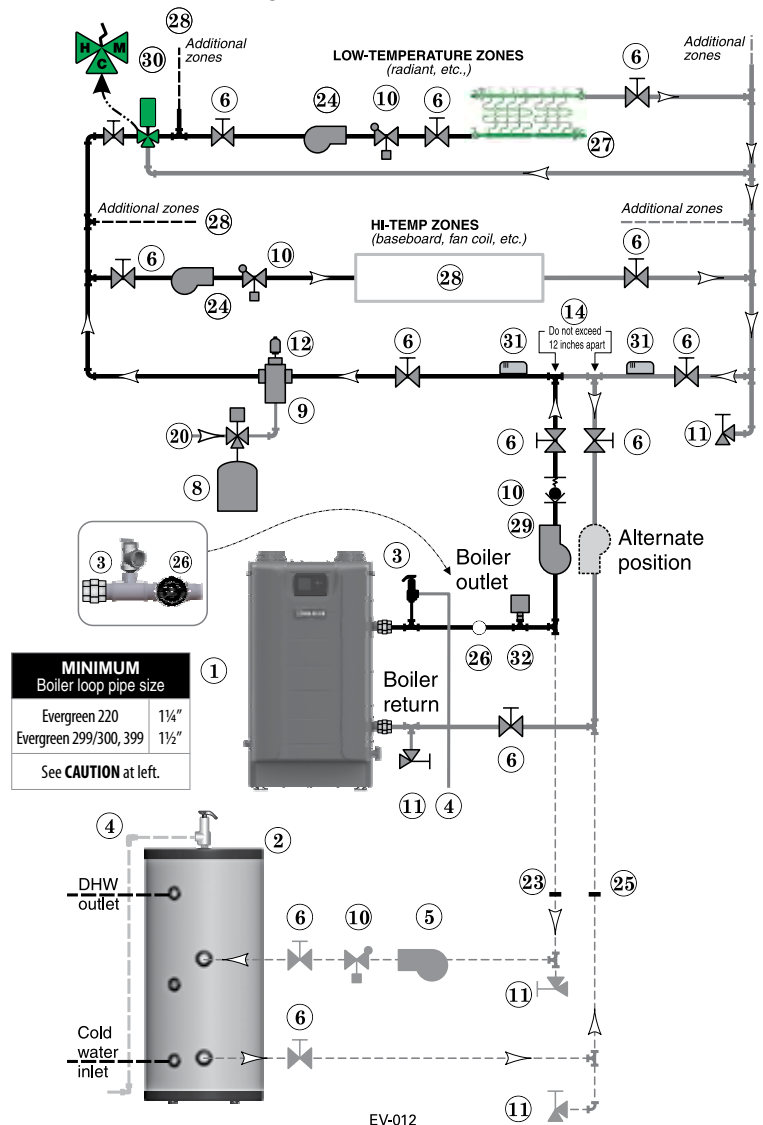 28
H M
C
30
Additional
zones
LOW-TEMPERATURE ZONES
(radiant, etc.,)
Additional
zones
6
24
10
6
6
27
Additional zones
28
HI-TEMP ZONES
(baseboard, fan coil, etc.)
Additional zones
6
24
10
28
6
14
Do not exceed
12 inches apart
12
6
31
31
6
9
20
8
6
6
11
10
29
Alternate
position
3
26
3
Boiler
outlet
26
32
MINIMUM
Boiler loop pipe size
Evergreen 220 1¼"
Evergreen 299/300, 399 1½"
See CAUTION at left.
1
Boiler
return
6
11
4
4
2
DHW
outlet
23
25
6
10
5
11
6
Cold
water
inlet
11
EV-012